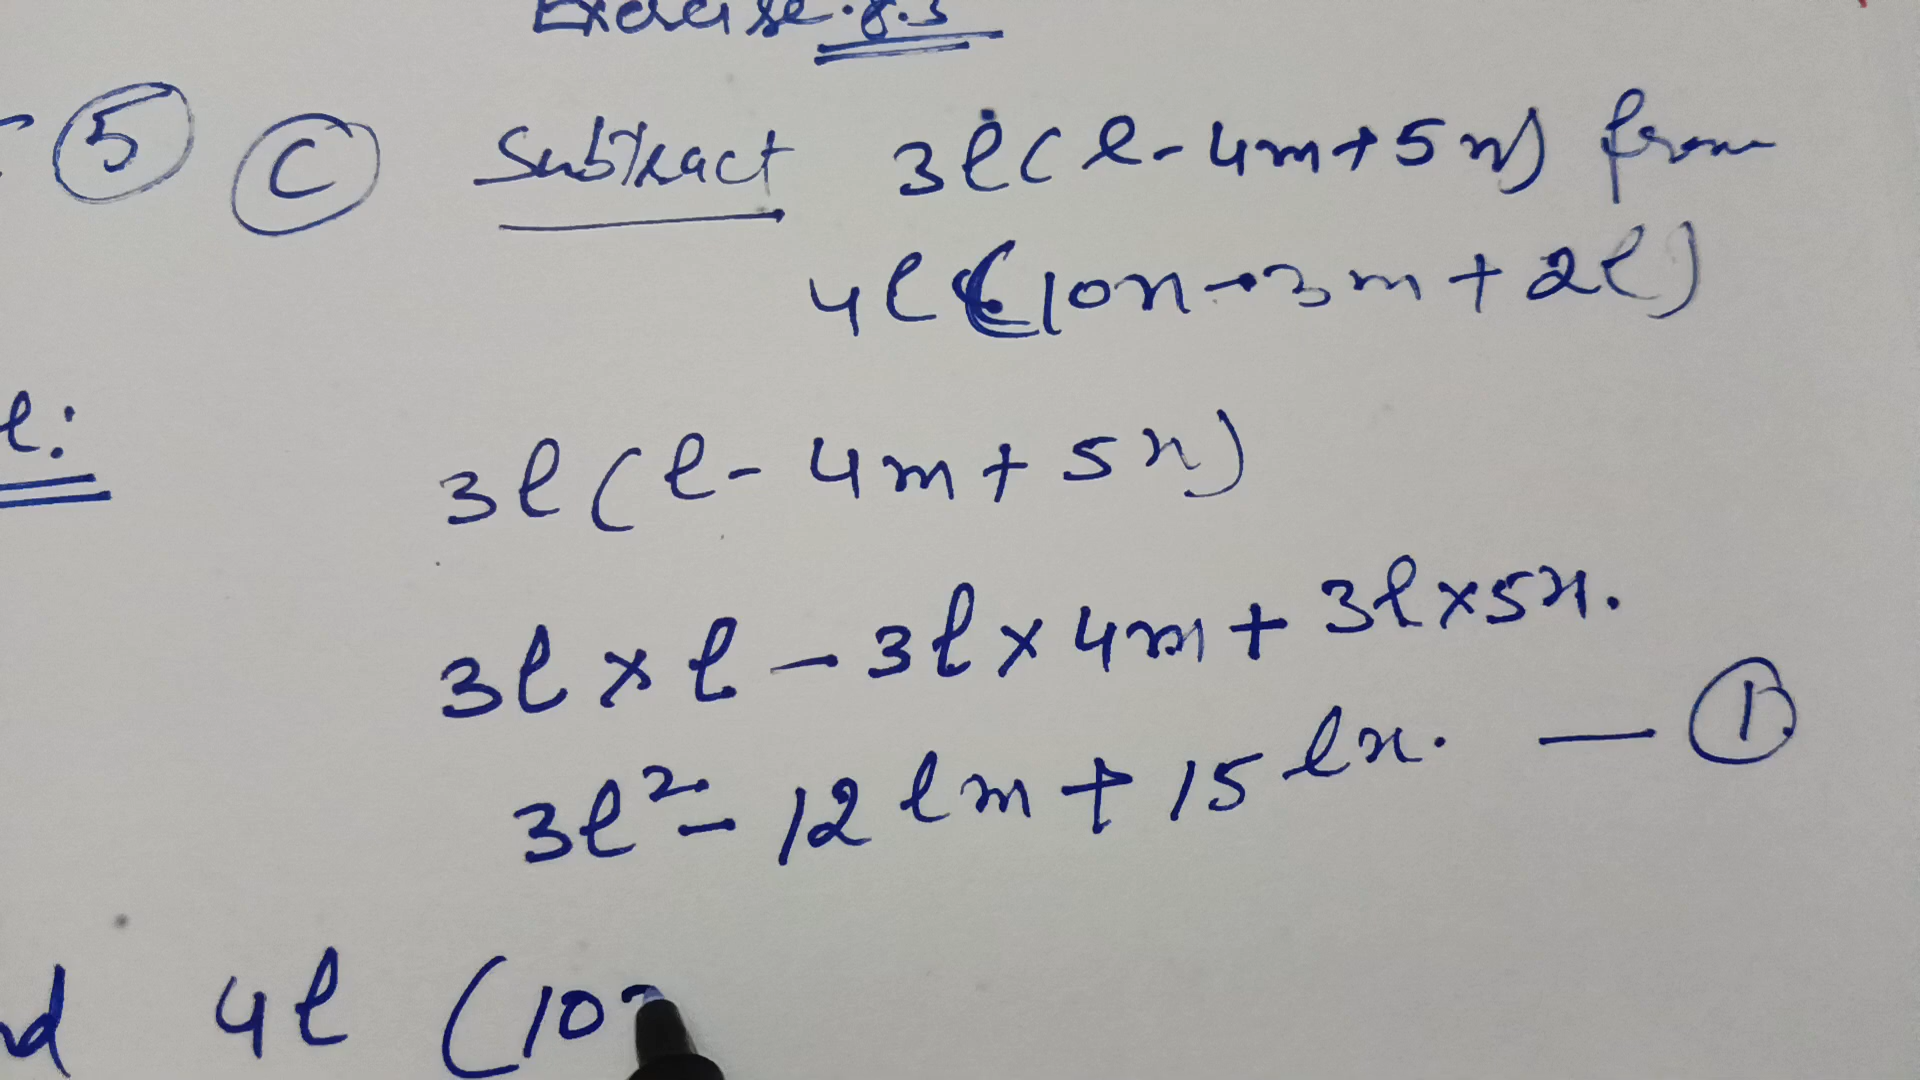 Exercise.8.3
5 C Subtract 3l(l-4m+5n) from
4l(10n-3m+2l)
l:
3l(l-4m+5n)
3l×l-3l×4m+3l×5n.
3l²-12lm+15ln. — 1
4l (10